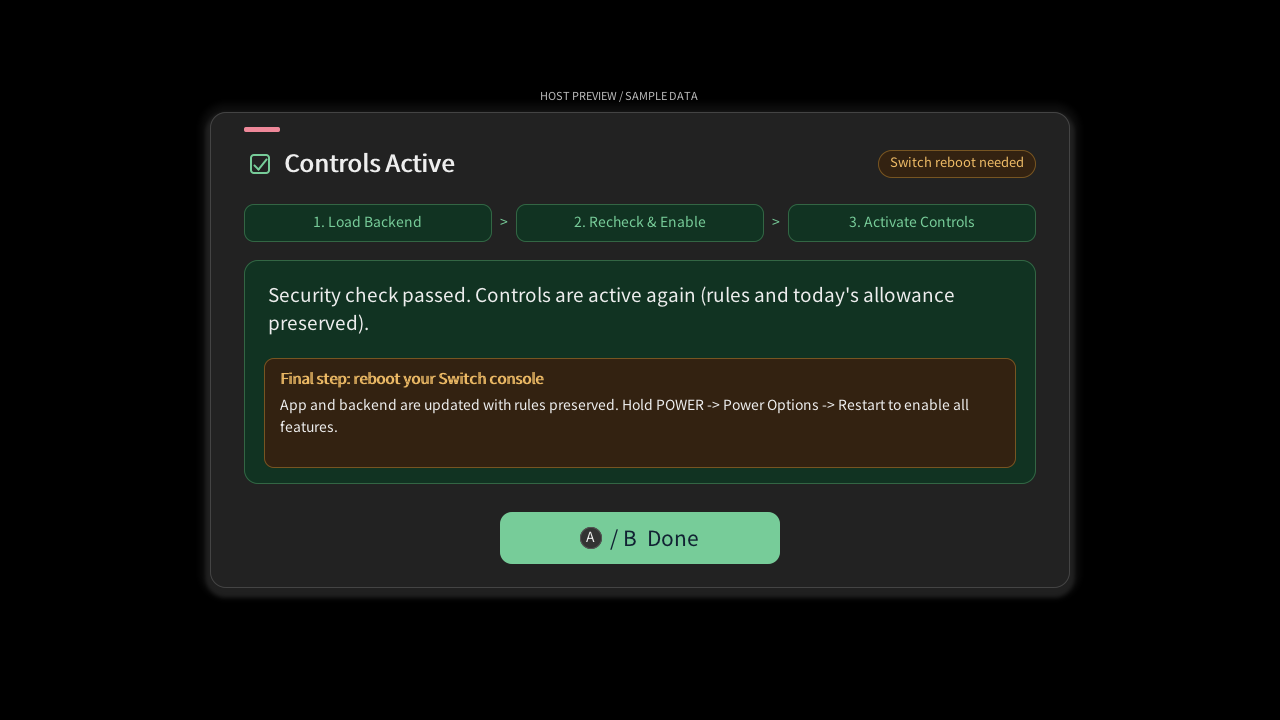 HOST PREVIEW / SAMPLE DATA
Controls Active
Switch reboot needed
1. Load Backend > 2. Recheck & Enable > 3. Activate Controls
Security check passed. Controls are active again (rules and today's allowance
preserved).
Final step: reboot your Switch console
App and backend are updated with rules preserved. Hold POWER -> Power Options -> Restart to enable all
features.
A / B Done